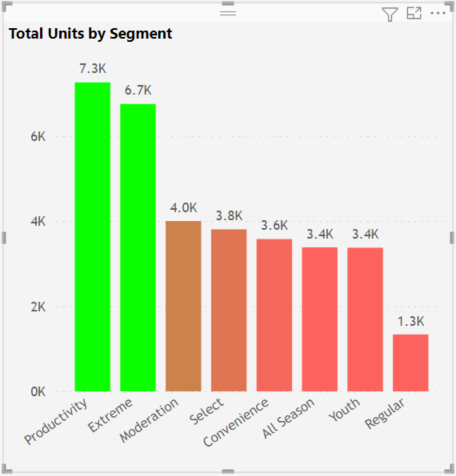 Total Units by Segment
7.3K
6.7K
6K
4.0K
3.8K
3.6K
3.4K
3.4K
4K
2K
1.3K
0K
Productivity
Extreme
Moderation
Select
Convenience
All Season
Youth
Regular